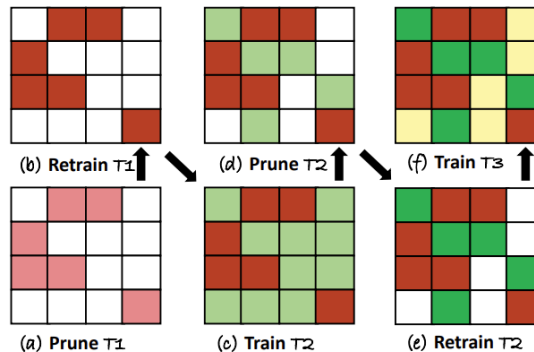 (b) Retrain T1
(d) Prune T2
(f) Train T3
(a) Prune T1
(c) Train T2
(e) Retrain T2